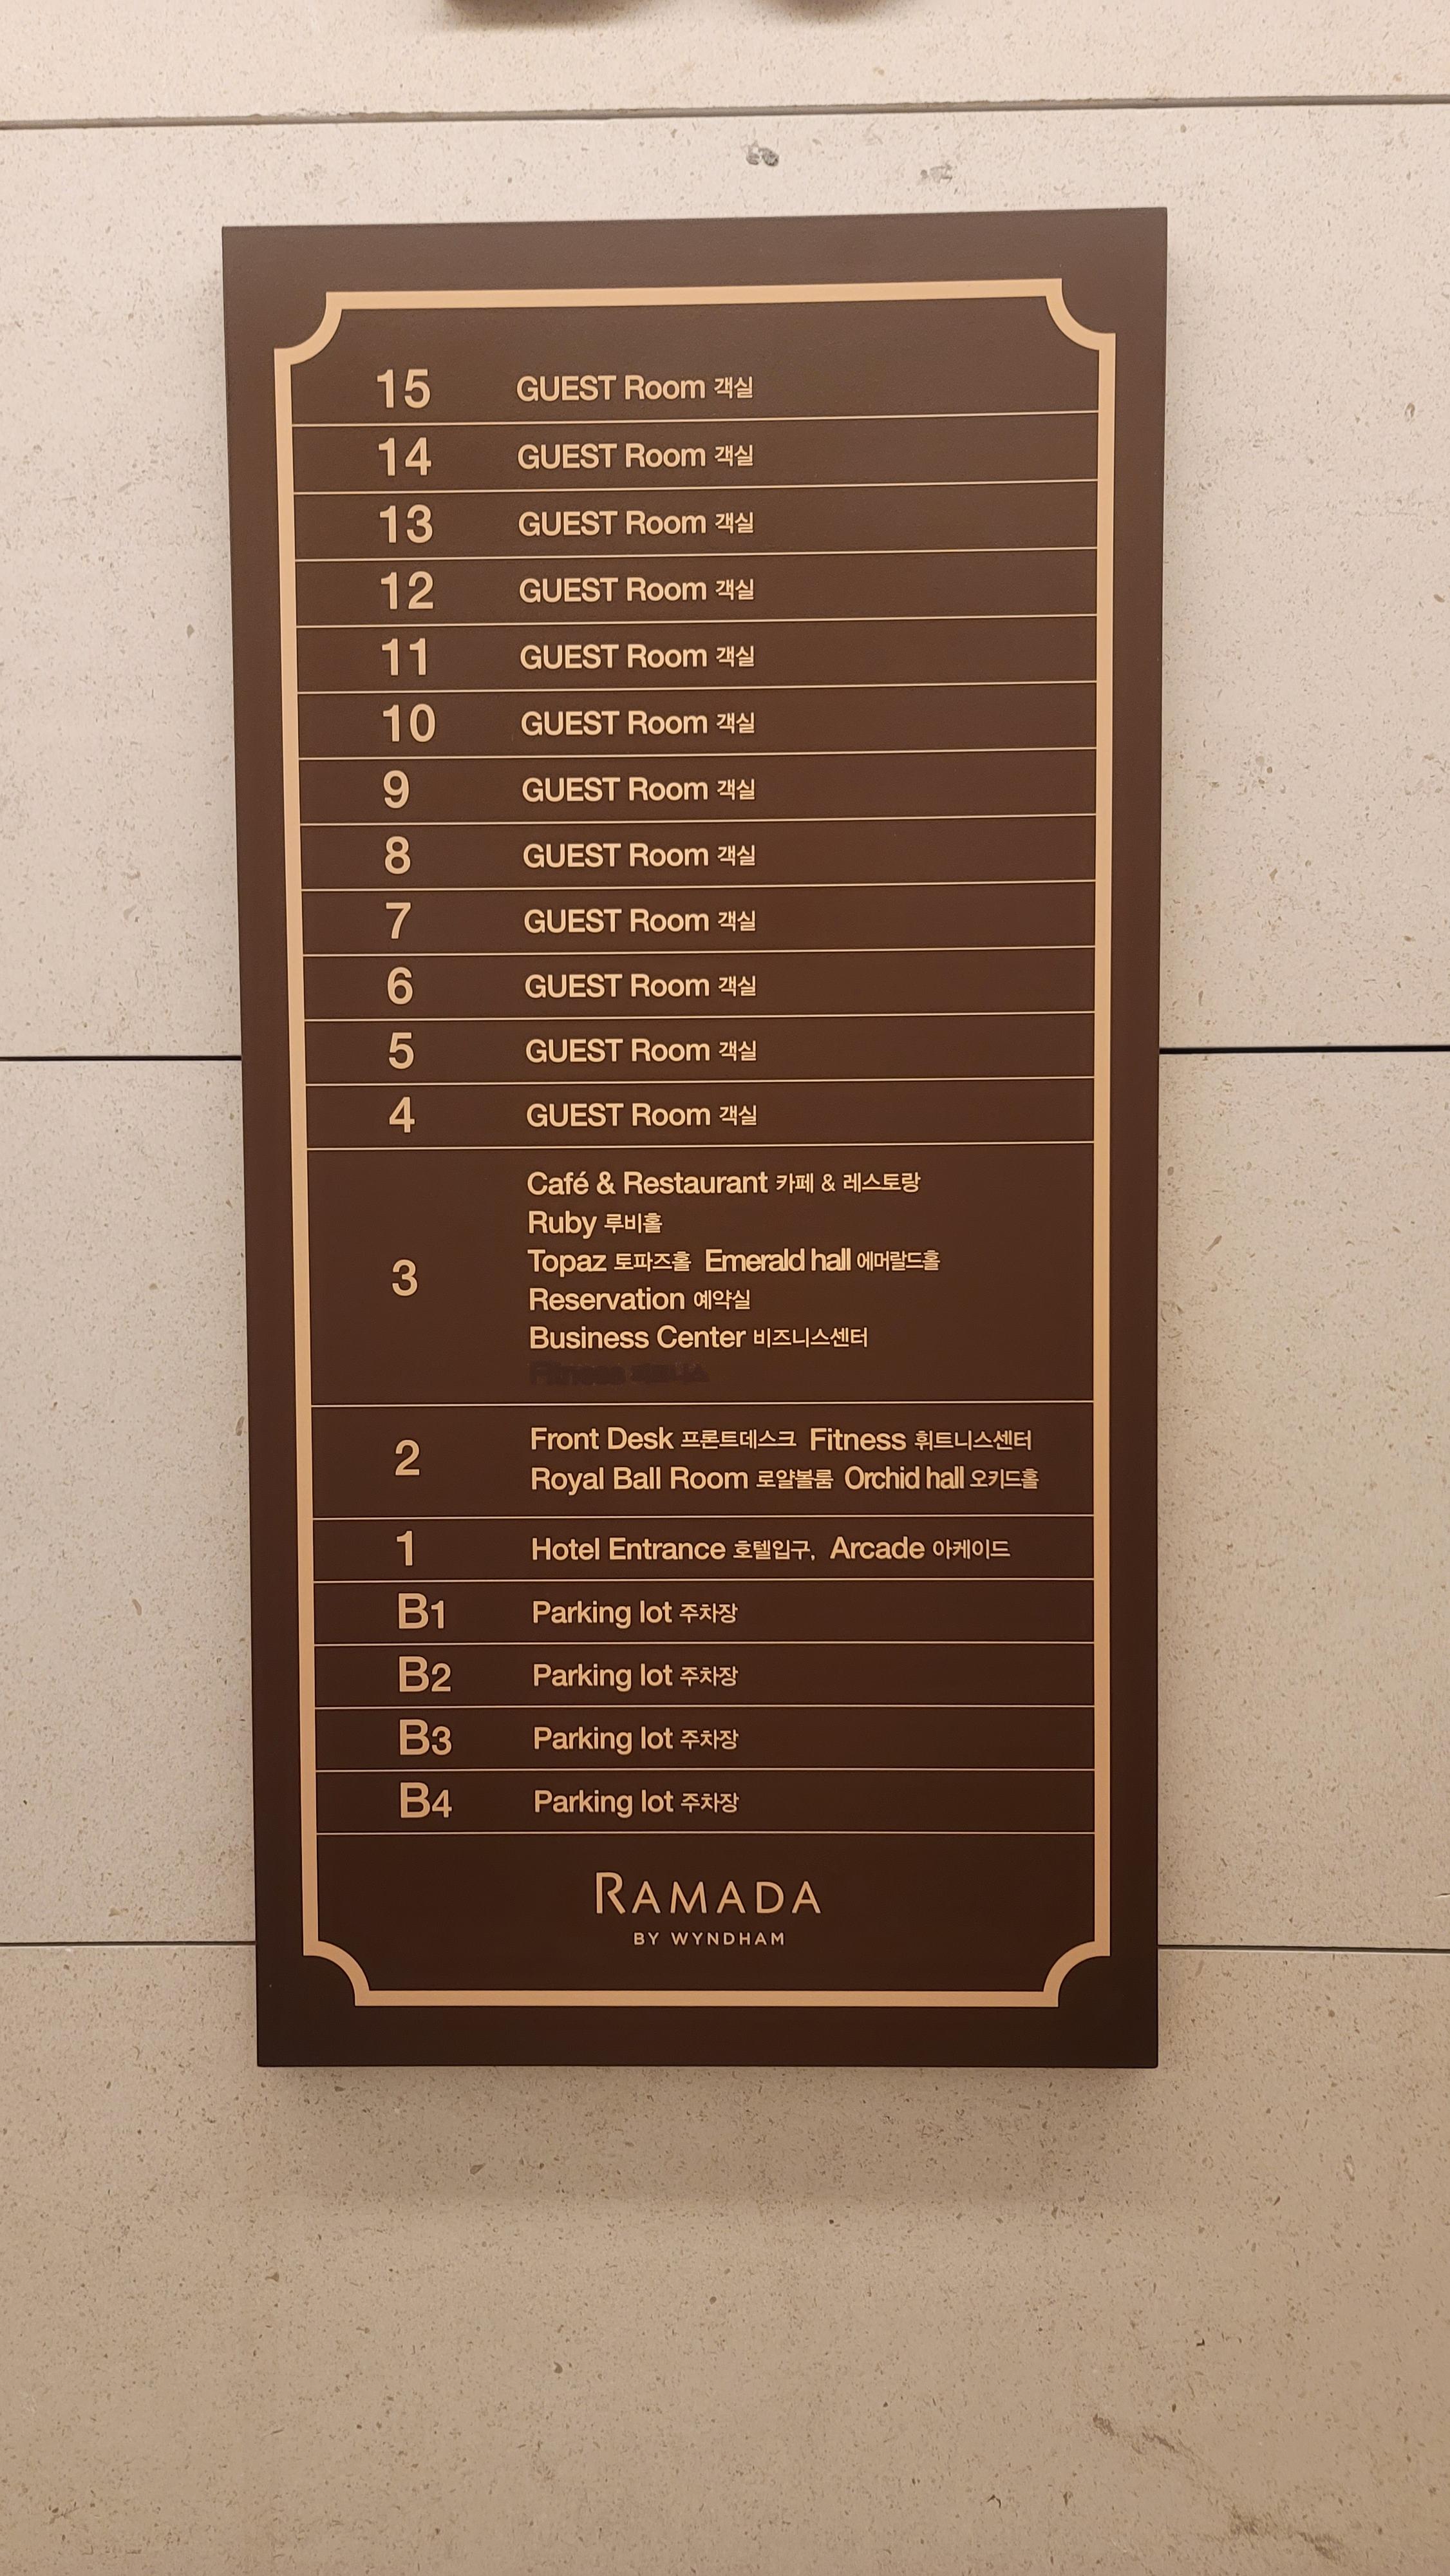 15 GUEST Room 객실
14 GUEST Room 객실
13 GUEST Room 객실
12 GUEST Room 객실
11 GUEST Room 객실
10 GUEST Room 객실
9 GUEST Room 객실
8 GUEST Room 객실
7 GUEST Room 객실
6 GUEST Room 객실
5 GUEST Room 객실
4 GUEST Room 객실
Café & Restaurant 카페 & 레스토랑
Ruby 루비홀
3 Topaz 토파즈홀 Emerald hall 에머랄드홀
Reservation 예약실
Business Center 비즈니스센터
Fitness
2 Front Desk 프론트데스크 Fitness 휘트니스센터
Royal Ball Room 로얄볼룸 Orchid hall 오키드홀
1 Hotel Entrance 호텔입구, Arcade 아케이드
B1 Parking lot 주차장
B2 Parking lot 주차장
B3 Parking lot 주차장
B4 Parking lot 주차장
RAMADA
BY WYNDHAM